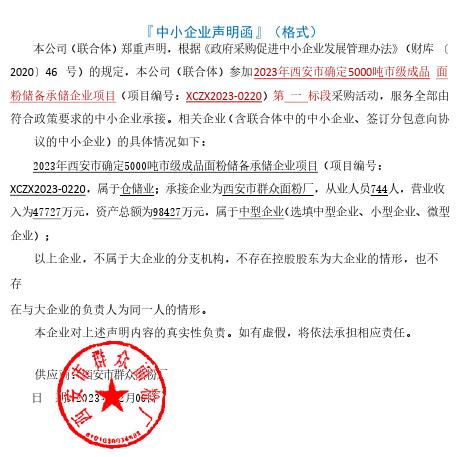 『中小企业声明函』（格式）
本公司（联合体）郑重声明，根据《政府采购促进中小企业发展管理办法》（财库〔
2020〕46 号）的规定，本公司（联合体）参加2023年西安市确定5000吨市级成品 面
粉储备承储企业项目（项目编号：XCZX2023-0220）第 一 标段采购活动，服务全部由
符合政策要求的中小企业承接。相关企业（含联合体中的中小企业、签订分包意向协
议的中小企业）的具体情况如下：
2023年西安市确定5000吨市级成品面粉储备承储企业项目（项目编号：
XCZX2023-0220，属于仓储业；承接企业为西安市群众面粉厂，从业人员744人，营业收
入为47727万元，资产总额为98427万元，属于中型企业（选填中型企业、小型企业、微型
企业）；
以上企业，不属于大企业的分支机构，不存在控股股东为大企业的情形，也不
存
在与大企业的负责人为同一人的情形。
本企业对上述声明内容的真实性负责。如有虚假，将依法承担相应责任。
供应商：西安市群众面粉厂
日 期：2023年12月06日
西安市群众面粉厂